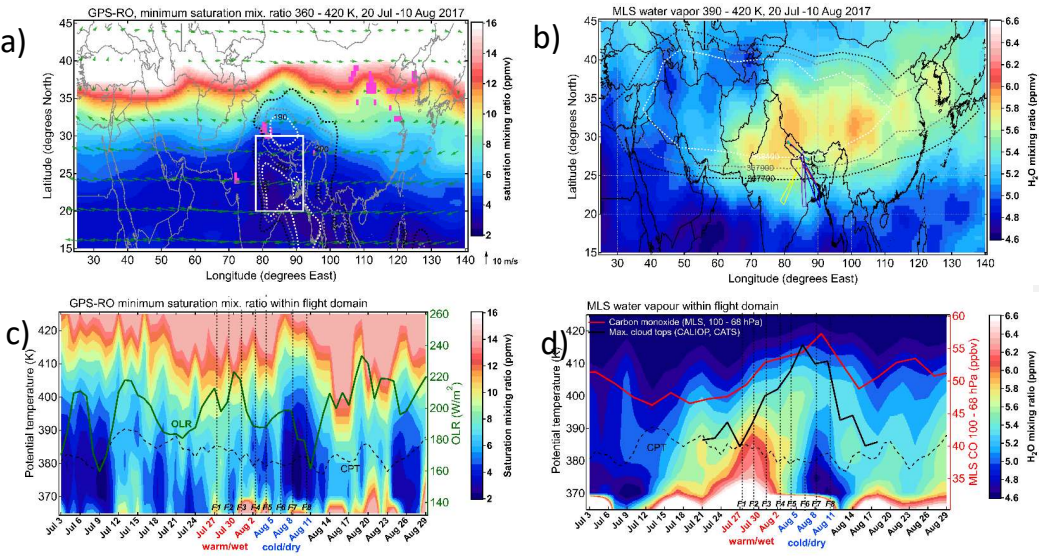 GPS-RO, minimum saturation mix. ratio 360 - 420 K, 20 Jul -10 Aug 2017
a)
Latitude (degrees North)
45
40
35
30
25
20
15
190
30 40 50 60 70 80 90 100 110 120 130 140
Longitude (degrees East)
16
14
12
10
8
6
4
2
saturation mixing ratio (ppmv)
10 m/s
MLS water vapor 390 - 420 K, 20 Jul -10 Aug 2017
b)
Latitude (degrees North)
45
40
35
30
25
20
15
367700
30 40 50 60 70 80 90 100 110 120 130 140
Longitude (degrees East)
6.6
6.4
6.2
6.0
5.8
5.6
5.4
5.2
5.0
4.8
4.6
H₂O mixing ratio (ppmv)
GPS-RO minimum saturation mix. ratio within flight domain
c)
Potential temperature (K)
420
410
400
390
380
370
OLR
CPT
F1 F2 F3 F4 F5 F6 F7 F8
Jul 3 Jul 6 Jul 9 Jul 12 Jul 15 Jul 18 Jul 21 Jul 24 Jul 27 Jul 30 Aug 2 Aug 5 Aug 8 Aug 11 Aug 14 Aug 17 Aug 20 Aug 23 Aug 26 Aug 29
warm/wet cold/dry
260
240
220
200
180
160
140
OLR (W/m²)
16
14
12
10
8
6
4
2
Saturation mixing ratio (ppmv)
MLS water vapour within flight domain
d)
Carbon monoxide (MLS, 100 - 68 hPa)
Max. cloud tops (CALIOP, CATS)
Potential temperature (K)
420
410
400
390
380
370
CPT
F1 F2 F3 F4 F5 F6 F7 F8
Jul 3 Jul 6 Jul 9 Jul 12 Jul 15 Jul 18 Jul 21 Jul 24 Jul 27 Jul 30 Aug 2 Aug 5 Aug 8 Aug 11 Aug 14 Aug 17 Aug 20 Aug 23 Aug 26 Aug 29
warm/wet cold/dry
60
55
50
45
40
35
MLS CO 100 - 68 hPa (ppbv)
6.6
6.4
6.2
6.0
5.8
5.6
5.4
5.2
5.0
4.8
4.6
H₂O mixing ratio (ppmv)